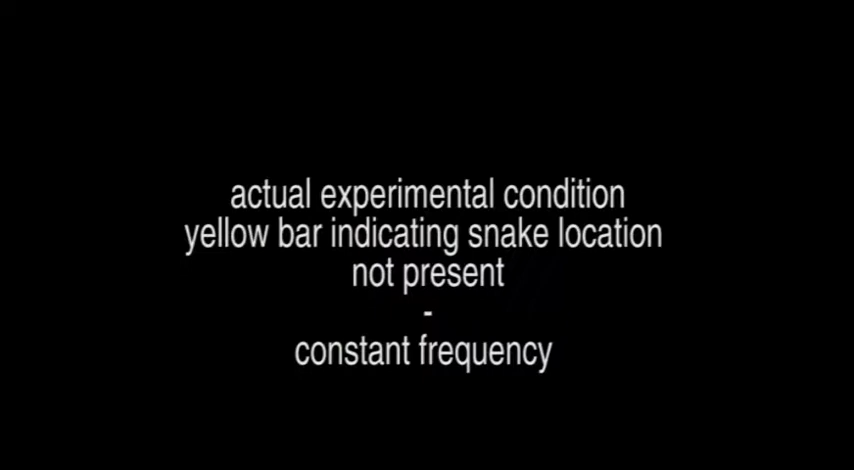 actual experimental condition
yellow bar indicating snake location
not present
-
constant frequency